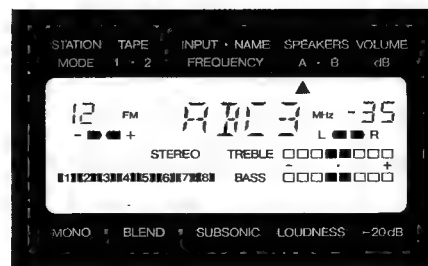 STATION TAPE INPUT · NAME SPEAKERS VOLUME
MODE 1 · 2 FREQUENCY A · B dB
12 FM ABC3 MHz -35
- + L R
STEREO TREBLE
- · +
1 2 3 4 5 6 7 8 BASS
MONO BLEND SUBSONIC LOUDNESS -20dB